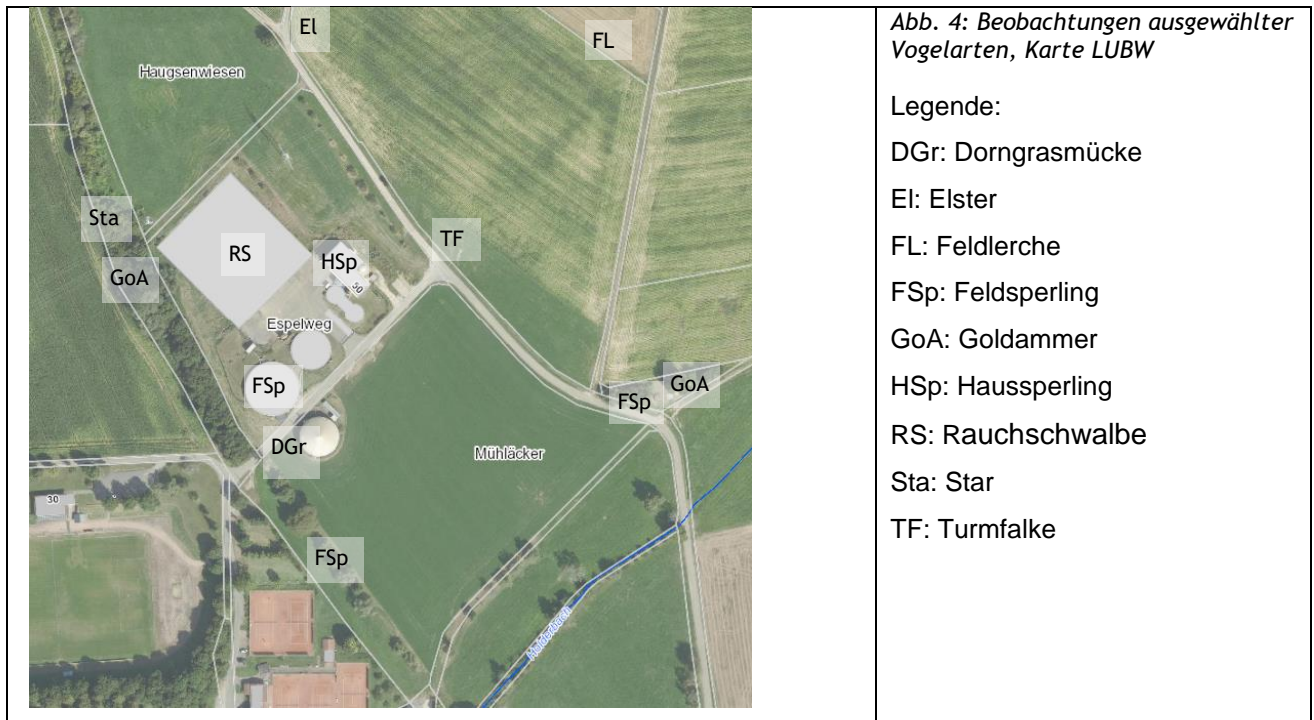 El
FL
Haugsenwiesen
Sta
TF
RS
HSp
GoA
50
Espelweg
FSp
GoA
FSp
DGr
Mühläcker
30
FSp
Abb. 4: Beobachtungen ausgewählter
Vogelarten, Karte LUBW
Legende:
DGr: Dorngrasmücke
El: Elster
FL: Feldlerche
FSp: Feldsperling
GoA: Goldammer
HSp: Haussperling
RS: Rauchschwalbe
Sta: Star
TF: Turmfalke